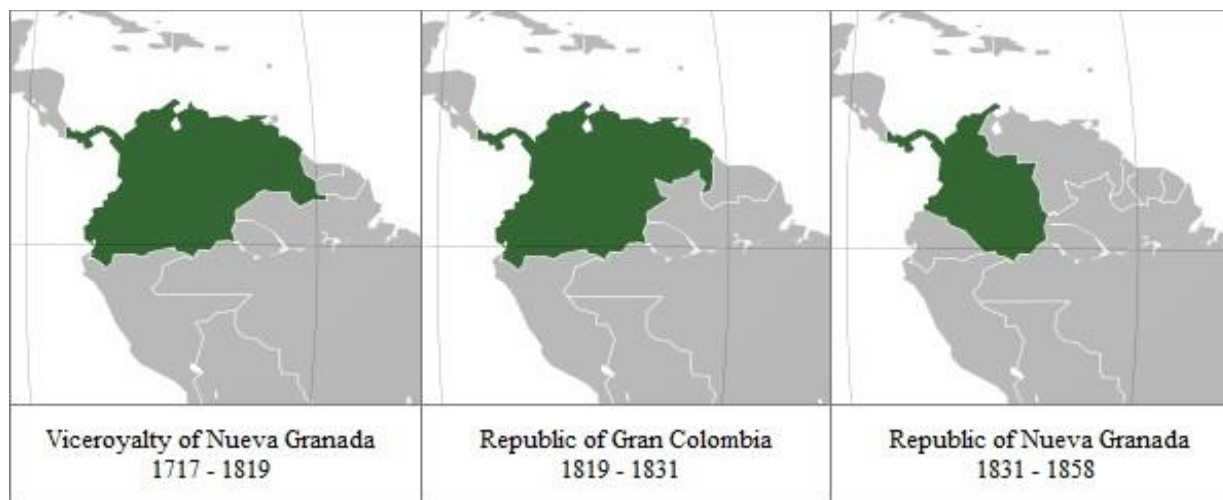 Viceroyalty of Nueva Granada
1717 - 1819
Republic of Gran Colombia
1819 - 1831
Republic of Nueva Granada
1831 - 1858